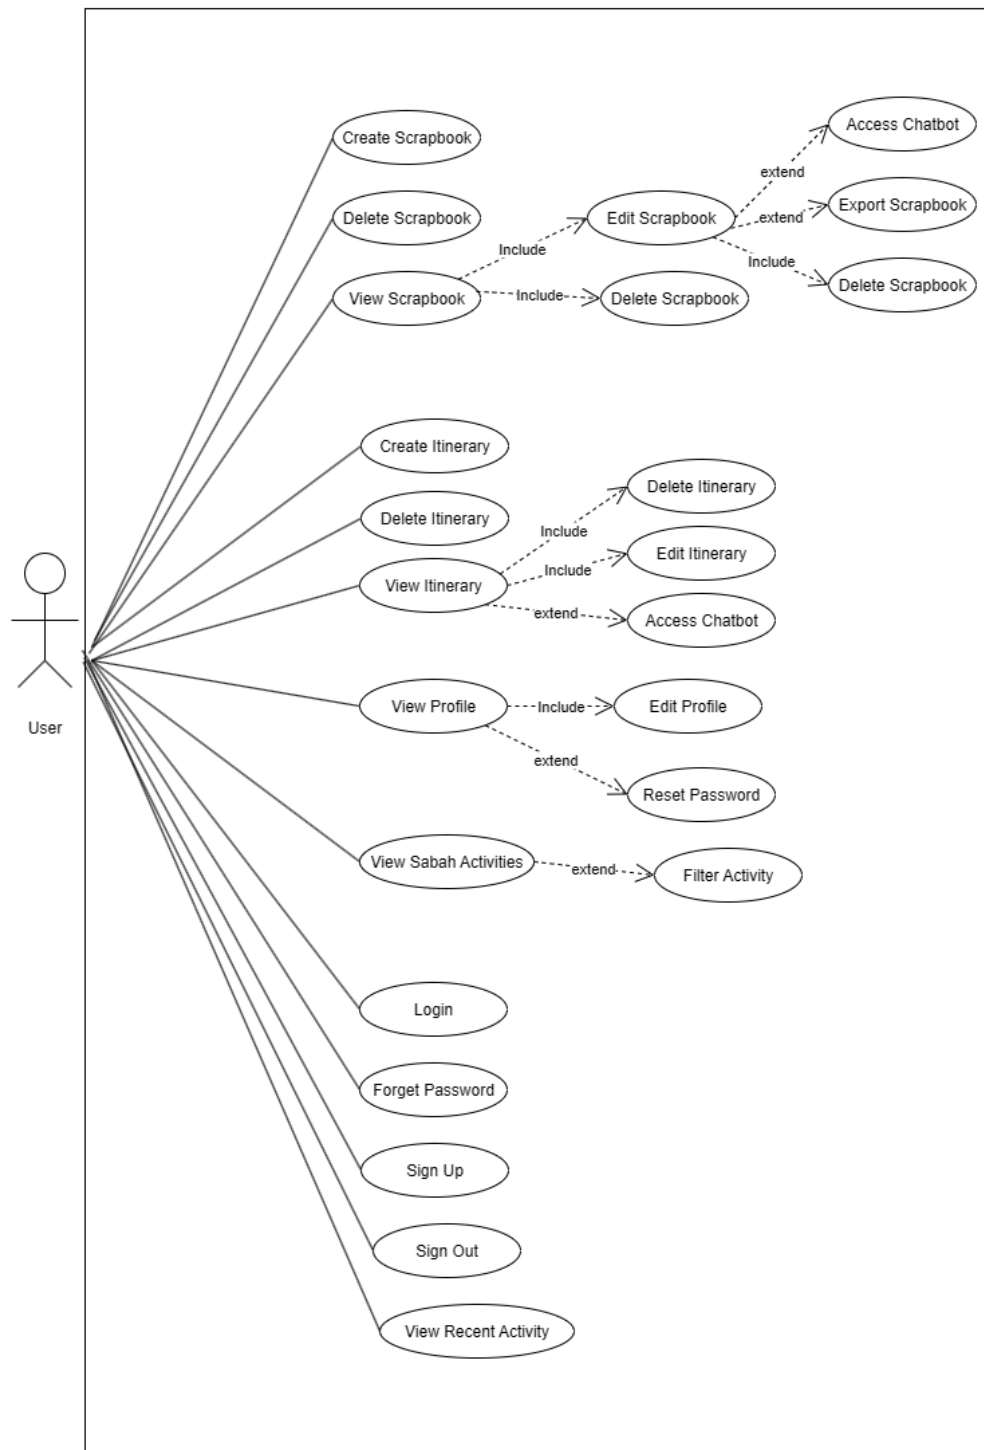 Create Scrapbook
Delete Scrapbook
View Scrapbook
Include
Include
Edit Scrapbook
Delete Scrapbook
extend
extend
Include
Access Chatbot
Export Scrapbook
Delete Scrapbook
Create Itinerary
Delete Itinerary
View Itinerary
Include
Include
extend
Delete Itinerary
Edit Itinerary
Access Chatbot
User
View Profile
Include
extend
Edit Profile
Reset Password
View Sabah Activities
extend
Filter Activity
Login
Forget Password
Sign Up
Sign Out
View Recent Activity